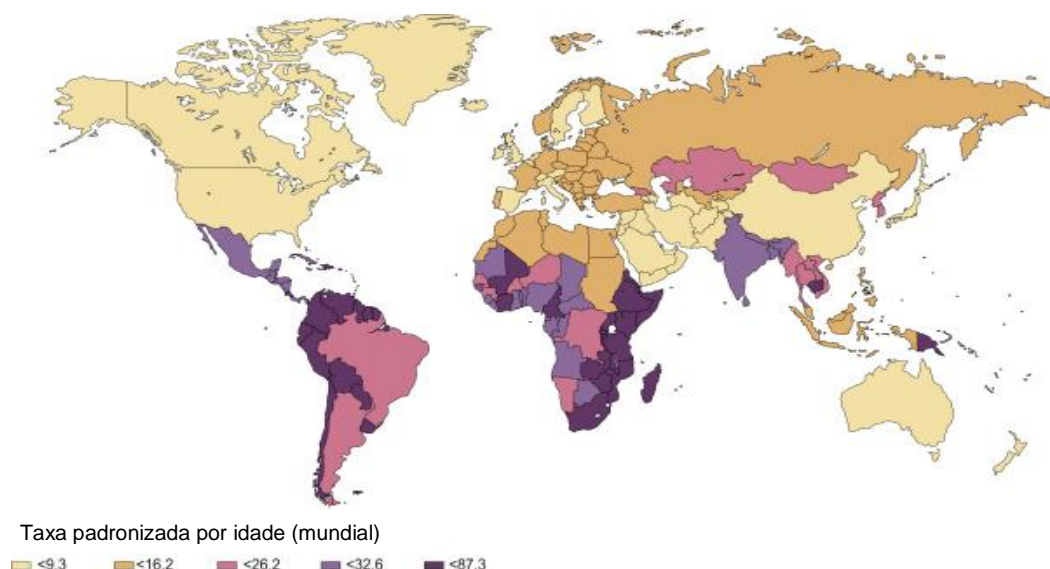 Taxa padronizada por idade (mundial)
<9.3 <16.2 <26.2 <32.6 <87.3